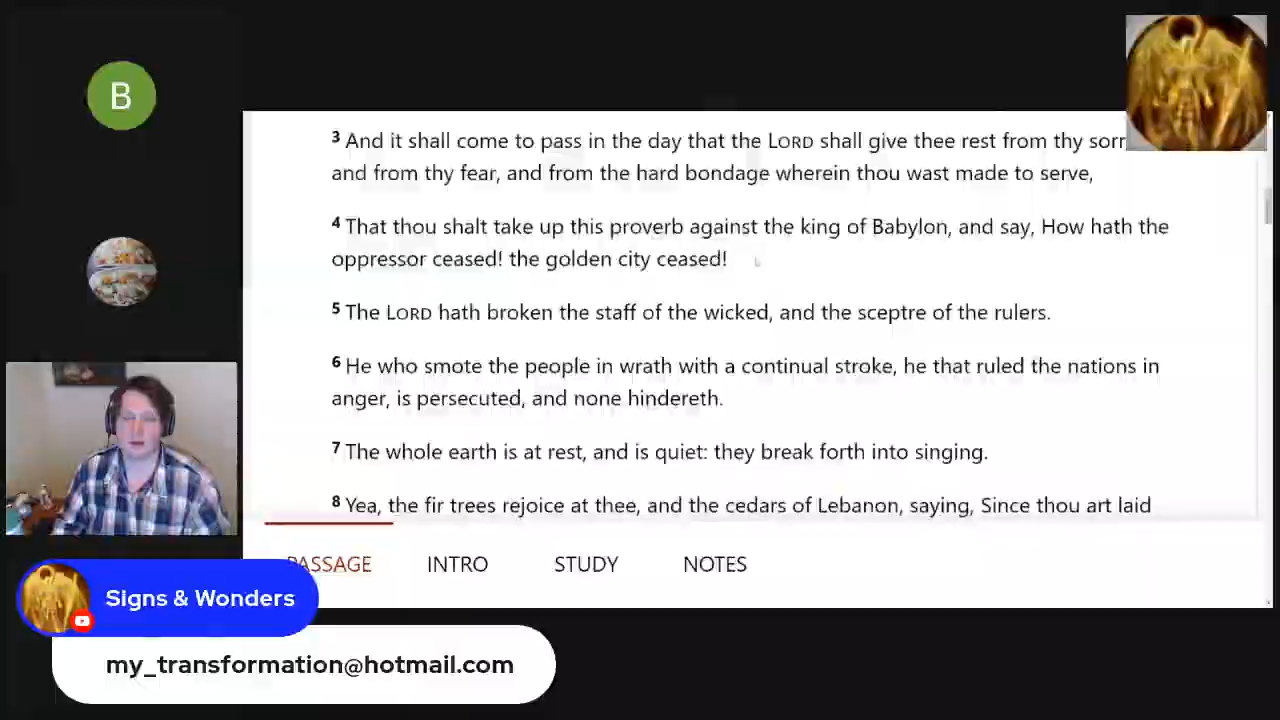 B
3 And it shall come to pass in the day that the LORD shall give thee rest from thy
and from thy fear, and from the hard bondage wherein thou wast made to serve,
4 That thou shalt take up this proverb against the king of Babylon, and say, How hath the
oppressor ceased! the golden city ceased!
5 The LORD hath broken the staff of the wicked, and the sceptre of the rulers.
6 He who smote the people in wrath with a continual stroke, he that ruled the nations in
anger, is persecuted, and none hindereth.
7 The whole earth is at rest, and is quiet: they break forth into singing.
8 Yea, the fir trees rejoice at thee, and the cedars of Lebanon, saying, Since thou art laid
PASSAGE INTRO STUDY NOTES
Signs & Wonders
my_transformation@hotmail.com